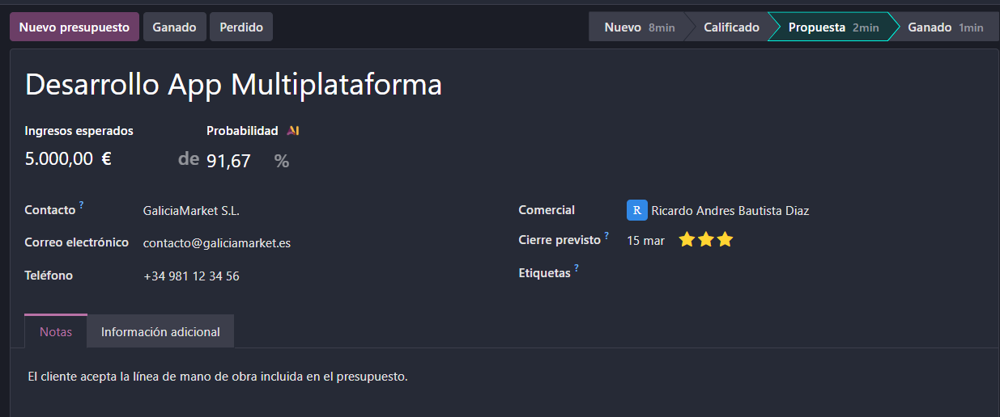 Nuevo presupuesto Ganado Perdido Nuevo 8min Calificado Propuesta 2min Ganado 1min
Desarrollo App Multiplataforma
Ingresos esperados Probabilidad AI
5.000,00 € de 91,67 %
Contacto ? GaliciaMarket S.L.
Correo electrónico contacto@galiciamarket.es
Teléfono +34 981 12 34 56
Comercial R Ricardo Andres Bautista Diaz
Cierre previsto ? 15 mar
Etiquetas ?
Notas Información adicional
El cliente acepta la línea de mano de obra incluida en el presupuesto.